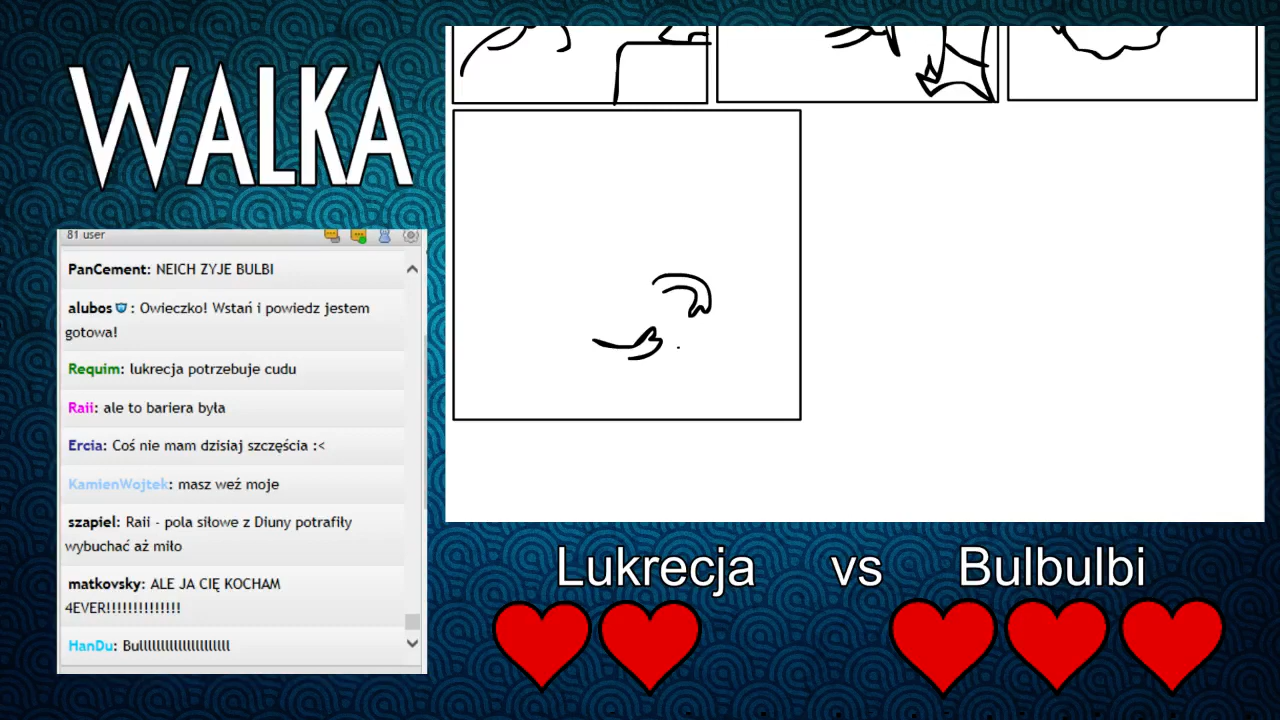 WALKA
81 user
PanCement: NEICH ZYJE BULBI
alubos : Owieczko! Wstań i powiedz jestem
gotowa!
Requim: lukrecja potrzebuje cudu
Raii: ale to bariera była
Ercia: Coś nie mam dzisiaj szczęścia :<
KamienWojtek: masz weź moje
szapiel: Raii - pola siłowe z Diuny potrafiły
wybuchać aż miło
matkovsky: ALE JA CIĘ KOCHAM
4EVER!!!!!!!!!!!!!!
HanDu: Bulllllllllllllllllllll
Lukrecja vs Bulbulbi